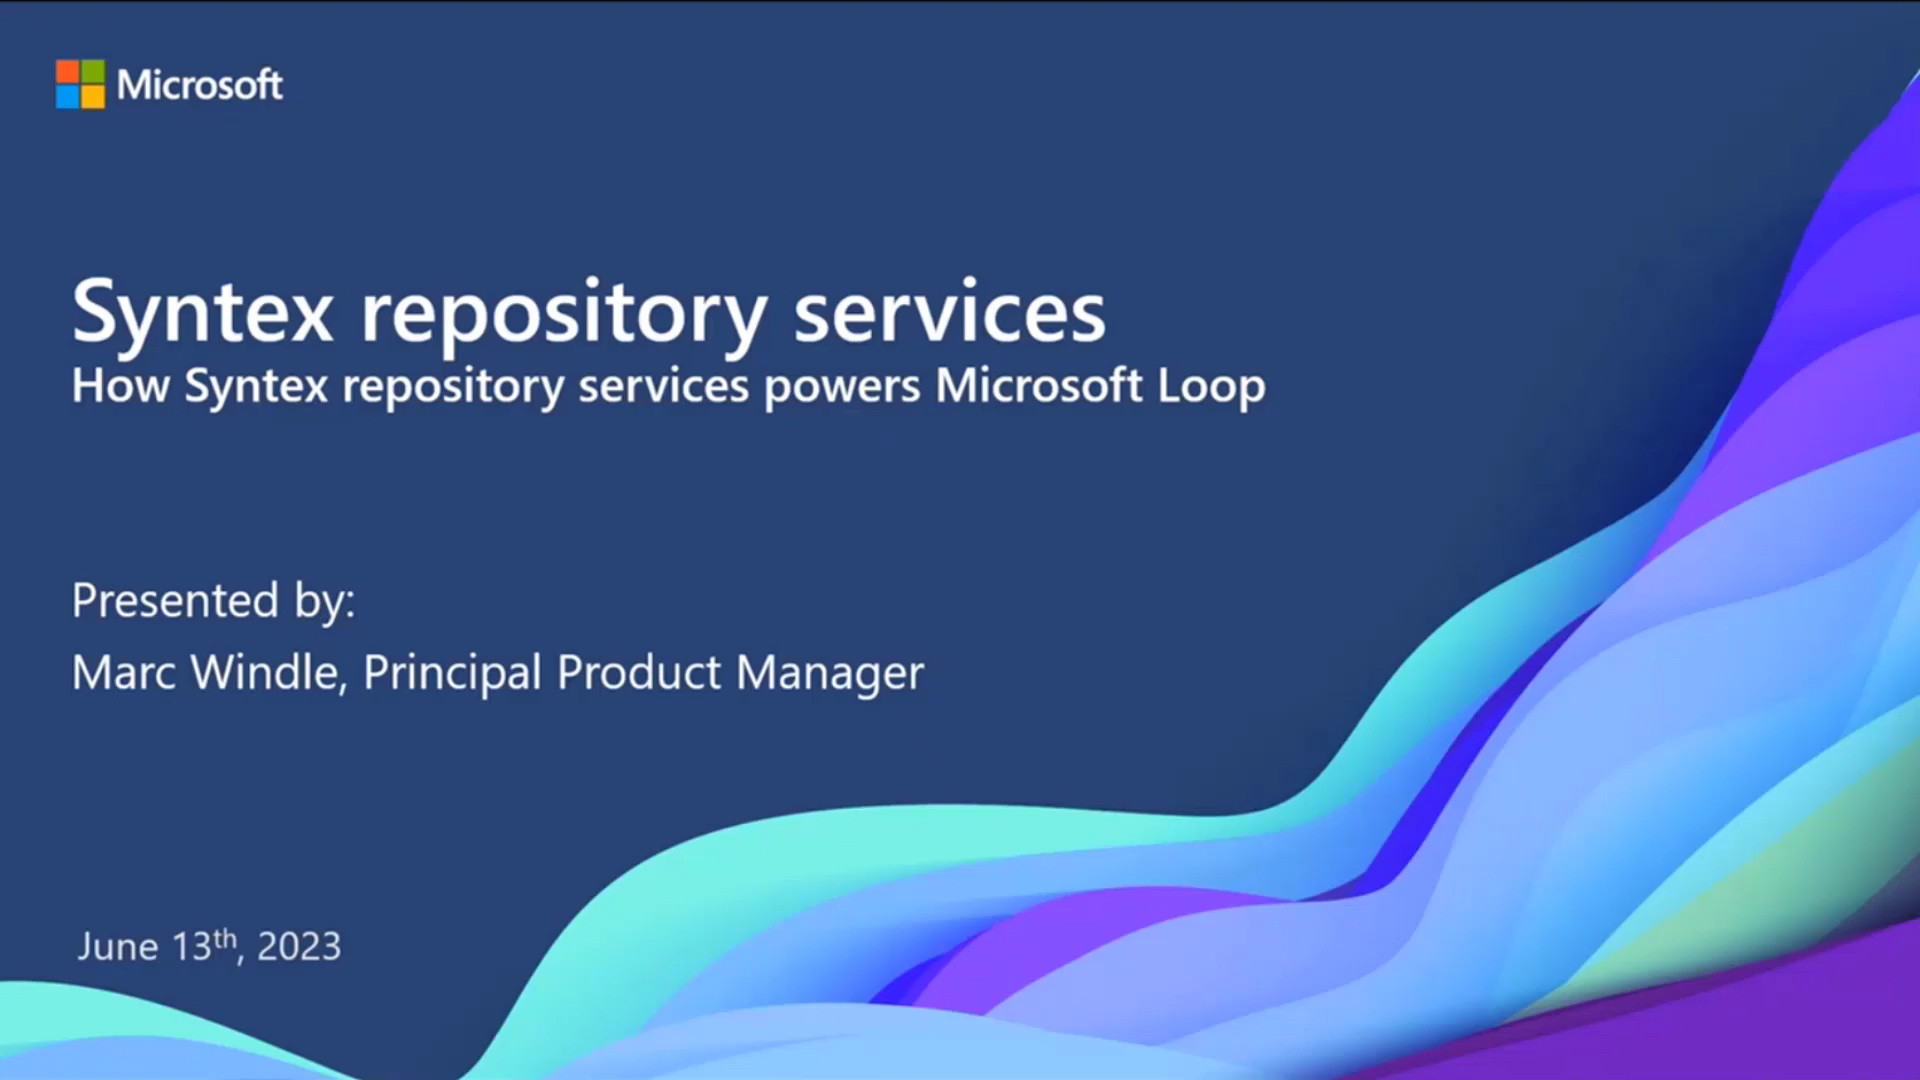 Microsoft
Syntex repository services
How Syntex repository services powers Microsoft Loop
Presented by:
Marc Windle, Principal Product Manager
June 13th, 2023